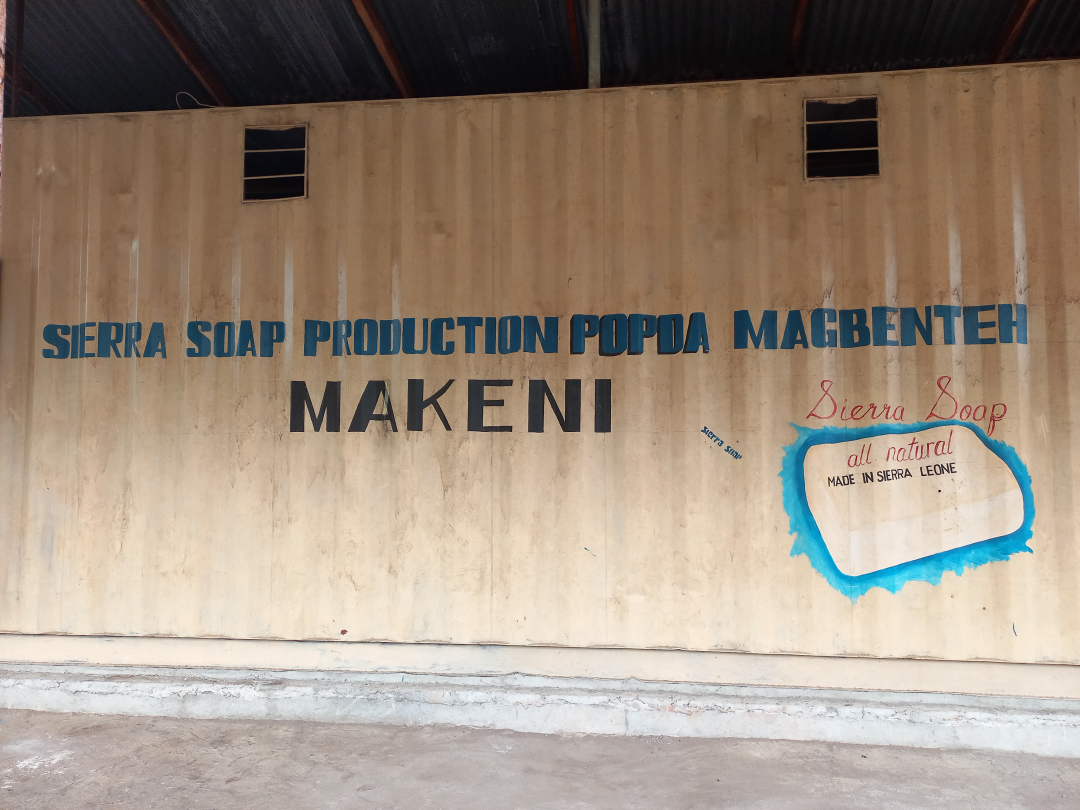 SIERRA SOAP PRODUCTION POPDA MAGBENTEH
MAKENI
Sierra Soap
Sierra Soap
all natural
MADE IN SIERRA LEONE